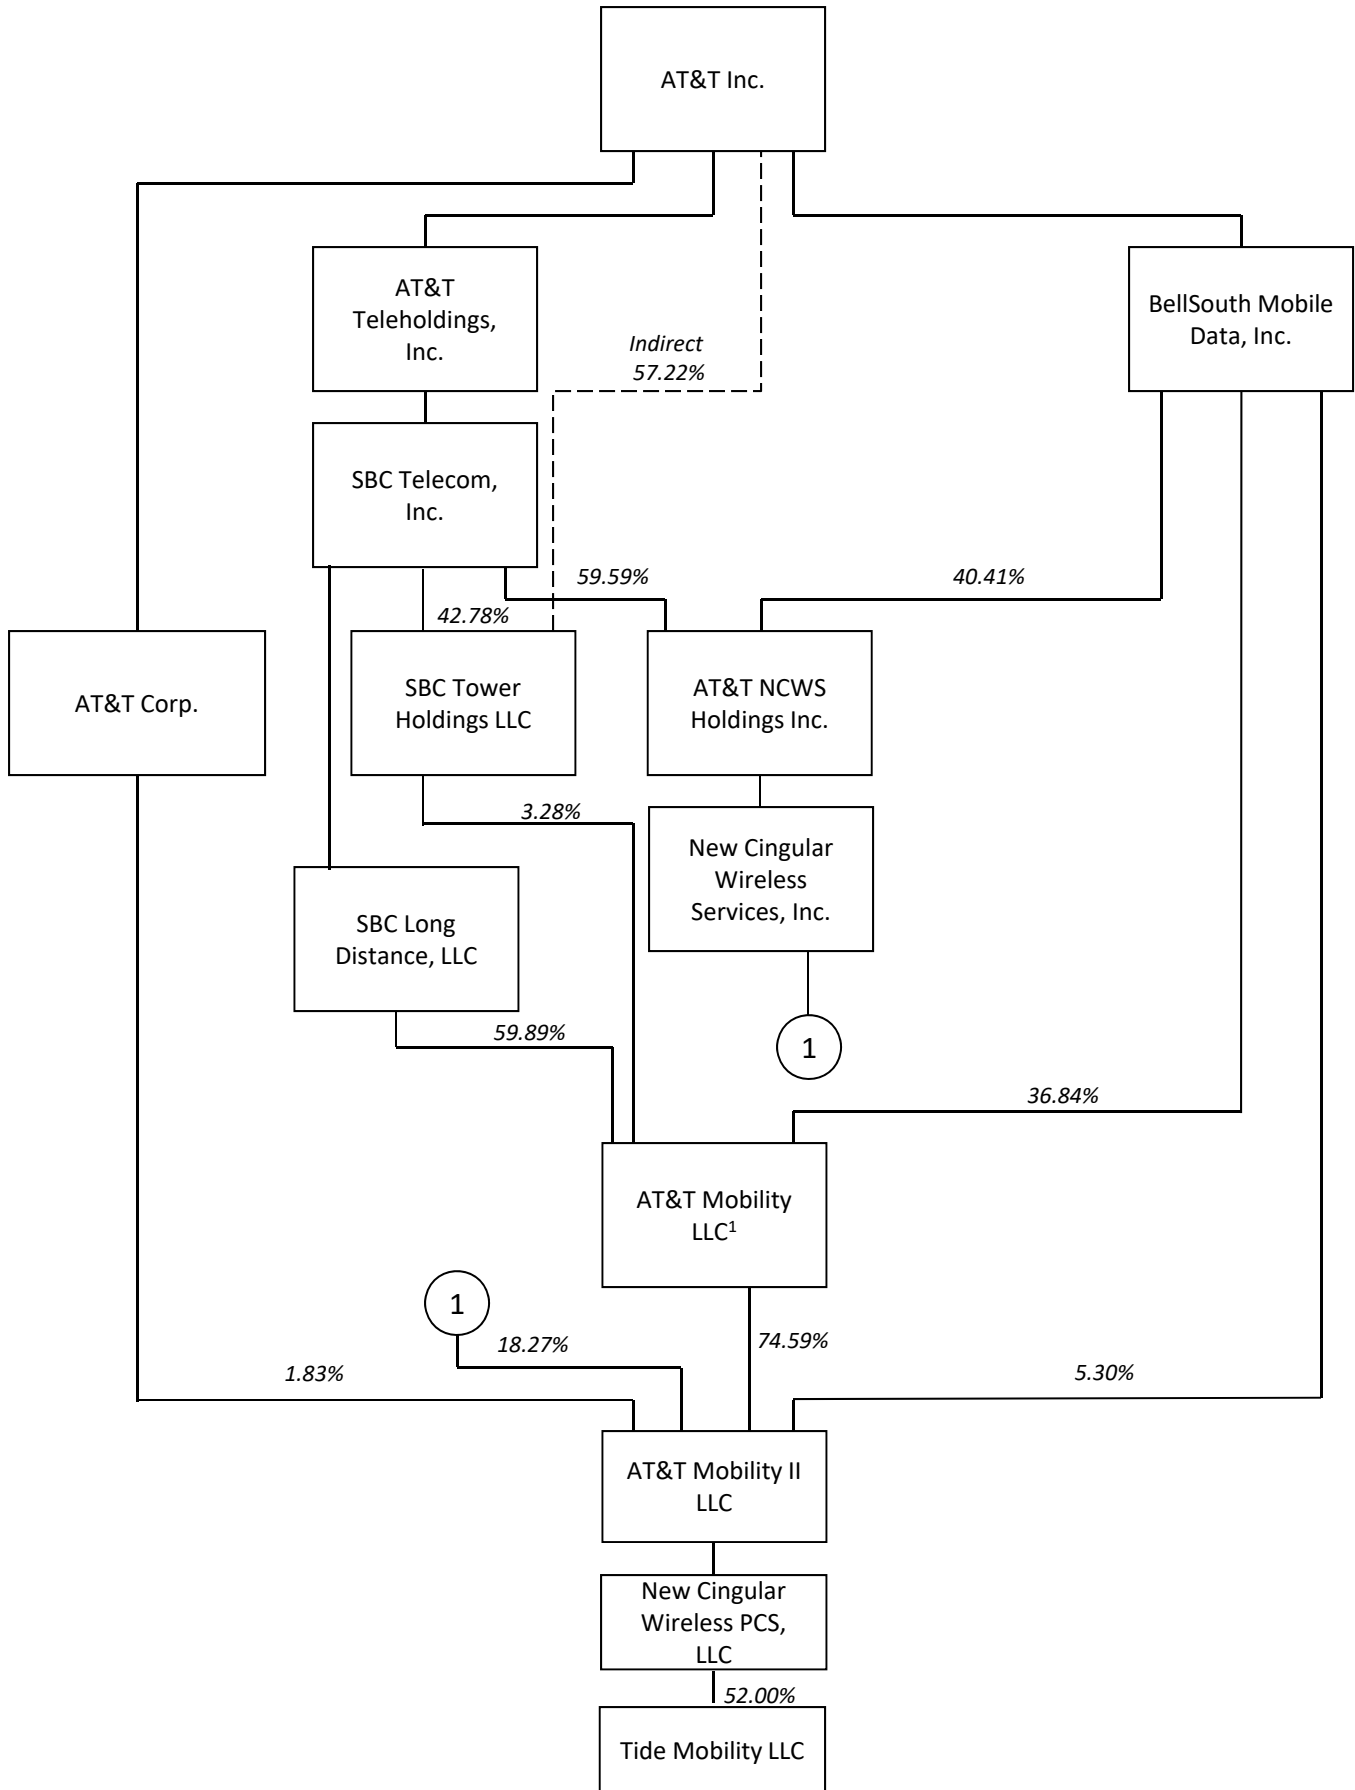 AT&T Inc.
AT&T
Teleholdings,
Inc.
BellSouth Mobile
Data, Inc.
Indirect
57.22%
SBC Telecom,
Inc.
59.59%
40.41%
42.78%
AT&T Corp.
SBC Tower
Holdings LLC
AT&T NCWS
Holdings Inc.
3.28%
New Cingular
Wireless
Services, Inc.
SBC Long
Distance, LLC
59.89%
1
36.84%
AT&T Mobility
LLC¹
1
18.27%
74.59%
1.83%
5.30%
AT&T Mobility II
LLC
New Cingular
Wireless PCS,
LLC
52.00%
Tide Mobility LLC